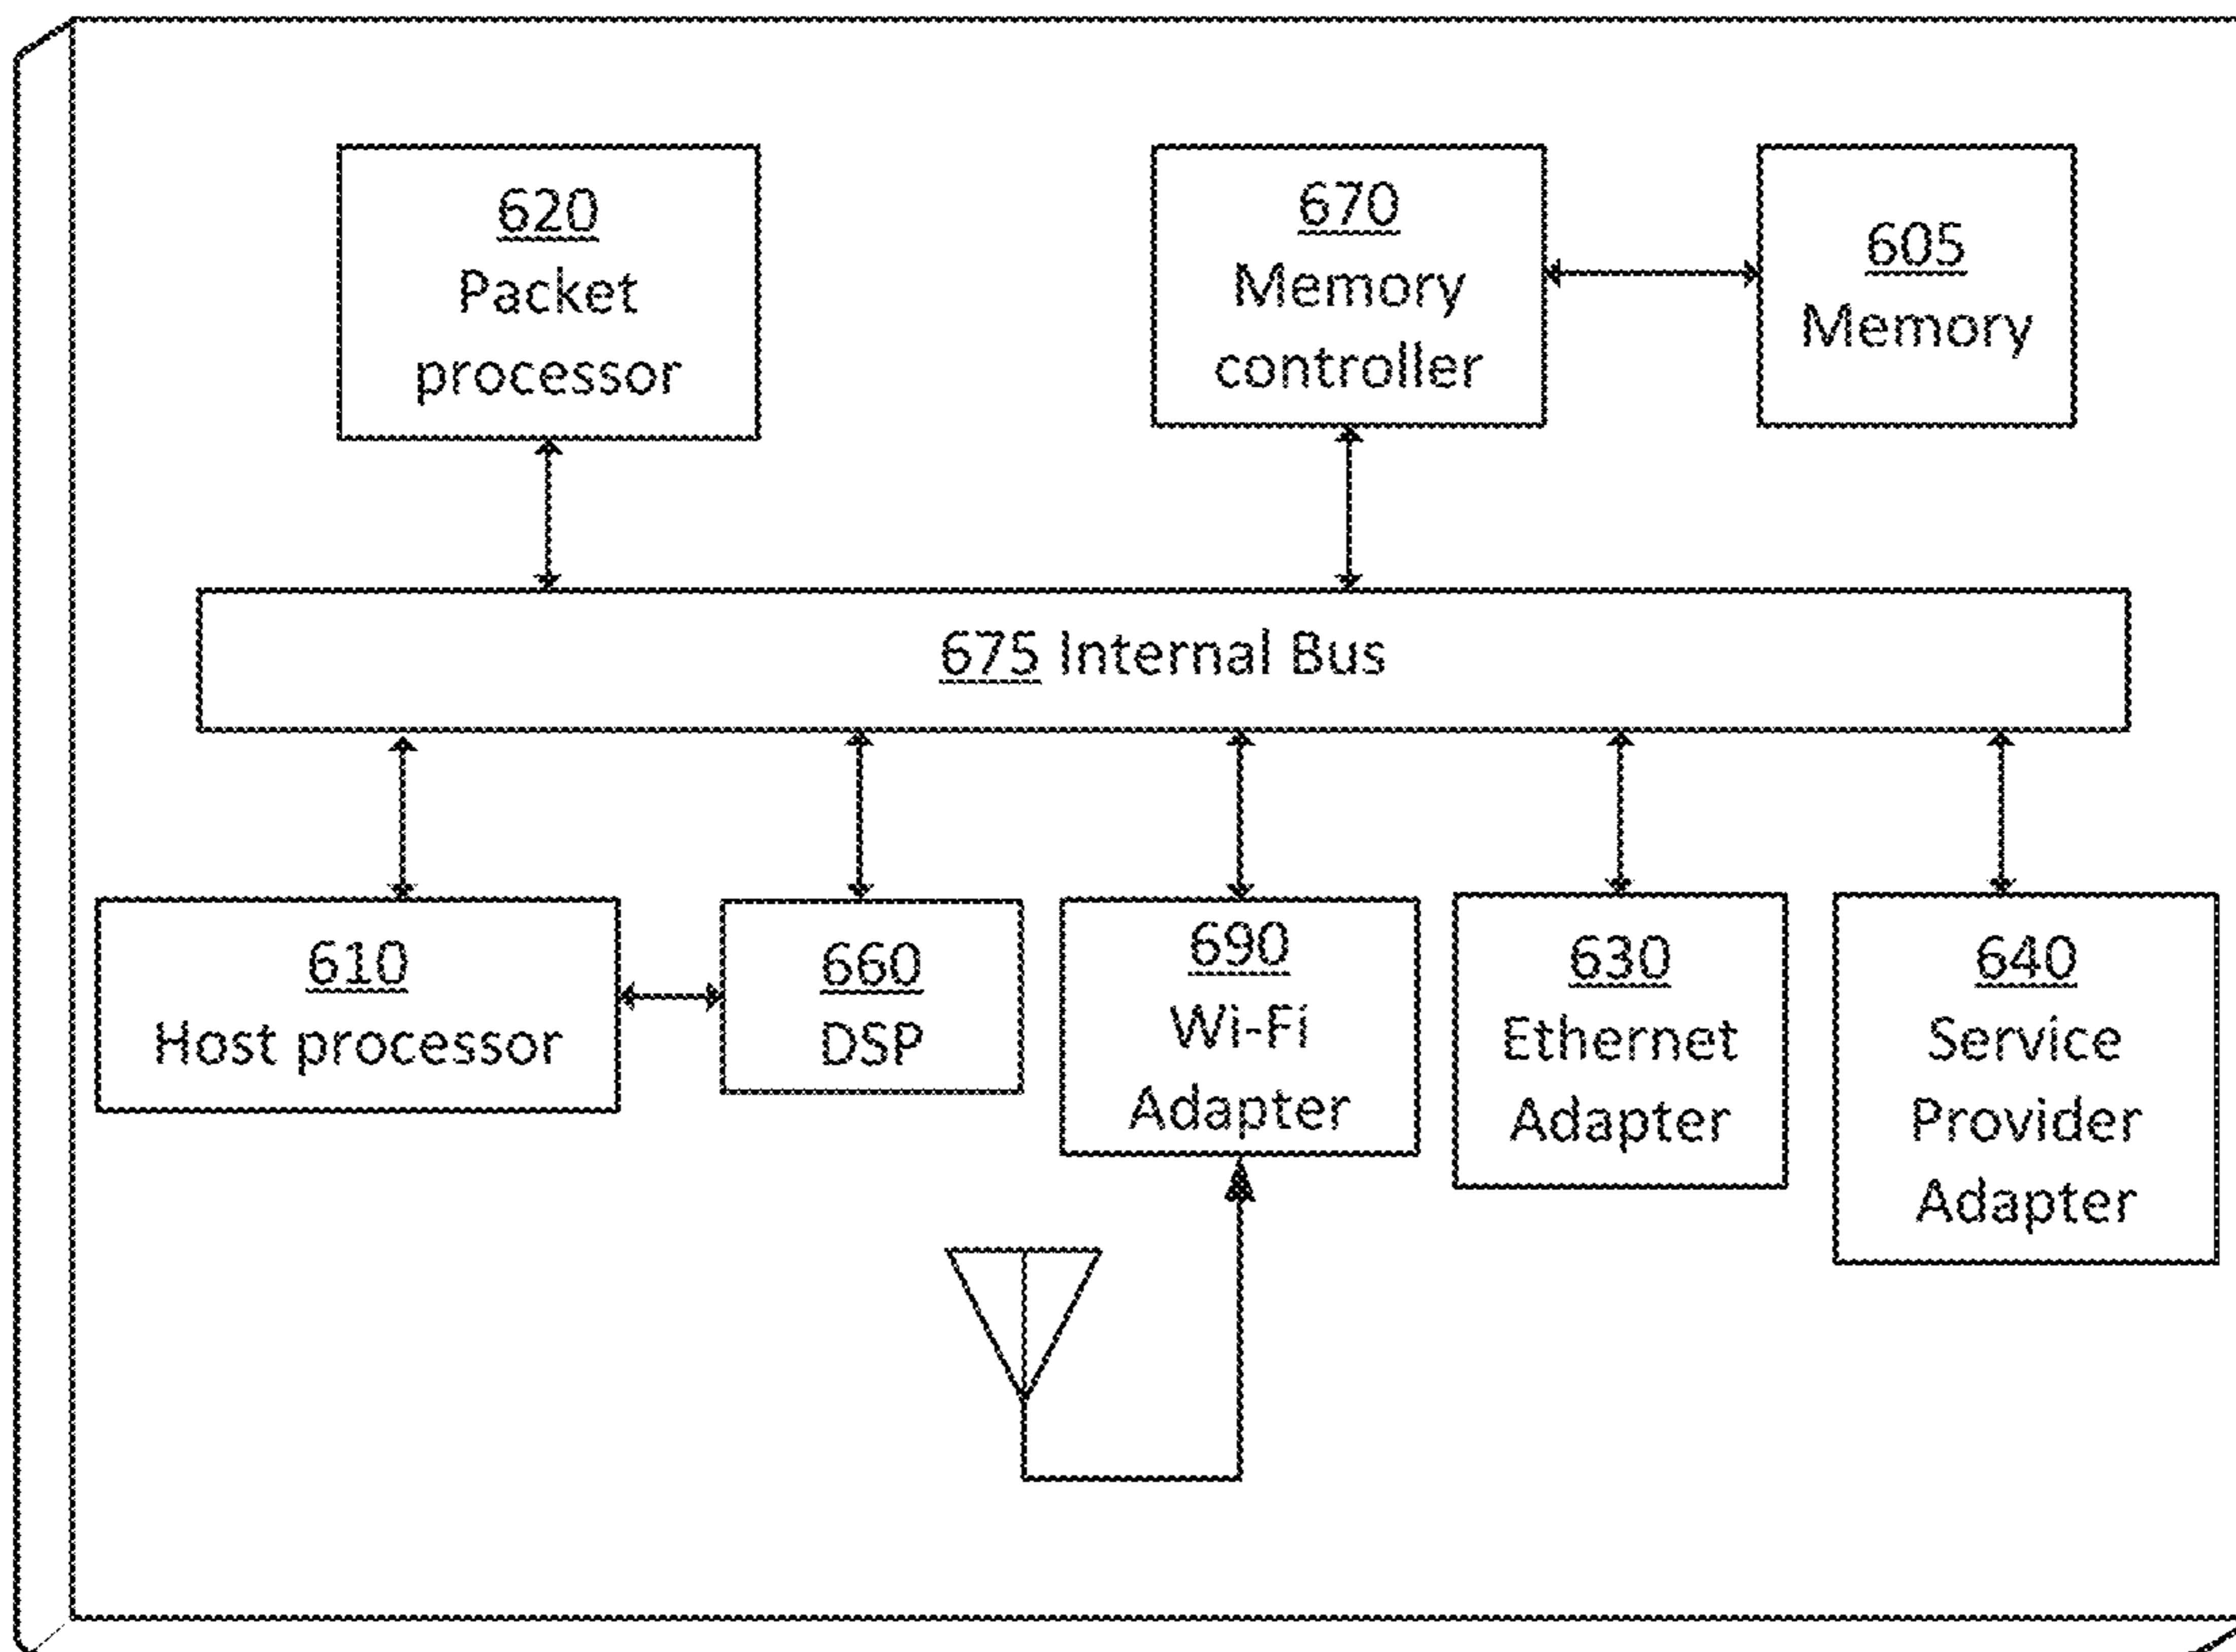 620
Packet
processor
670
Memory
controller
605
Memory
675 Internal Bus
610
Host processor
660
DSP
690
Wi-Fi
Adapter
630
Ethernet
Adapter
640
Service
Provider
Adapter